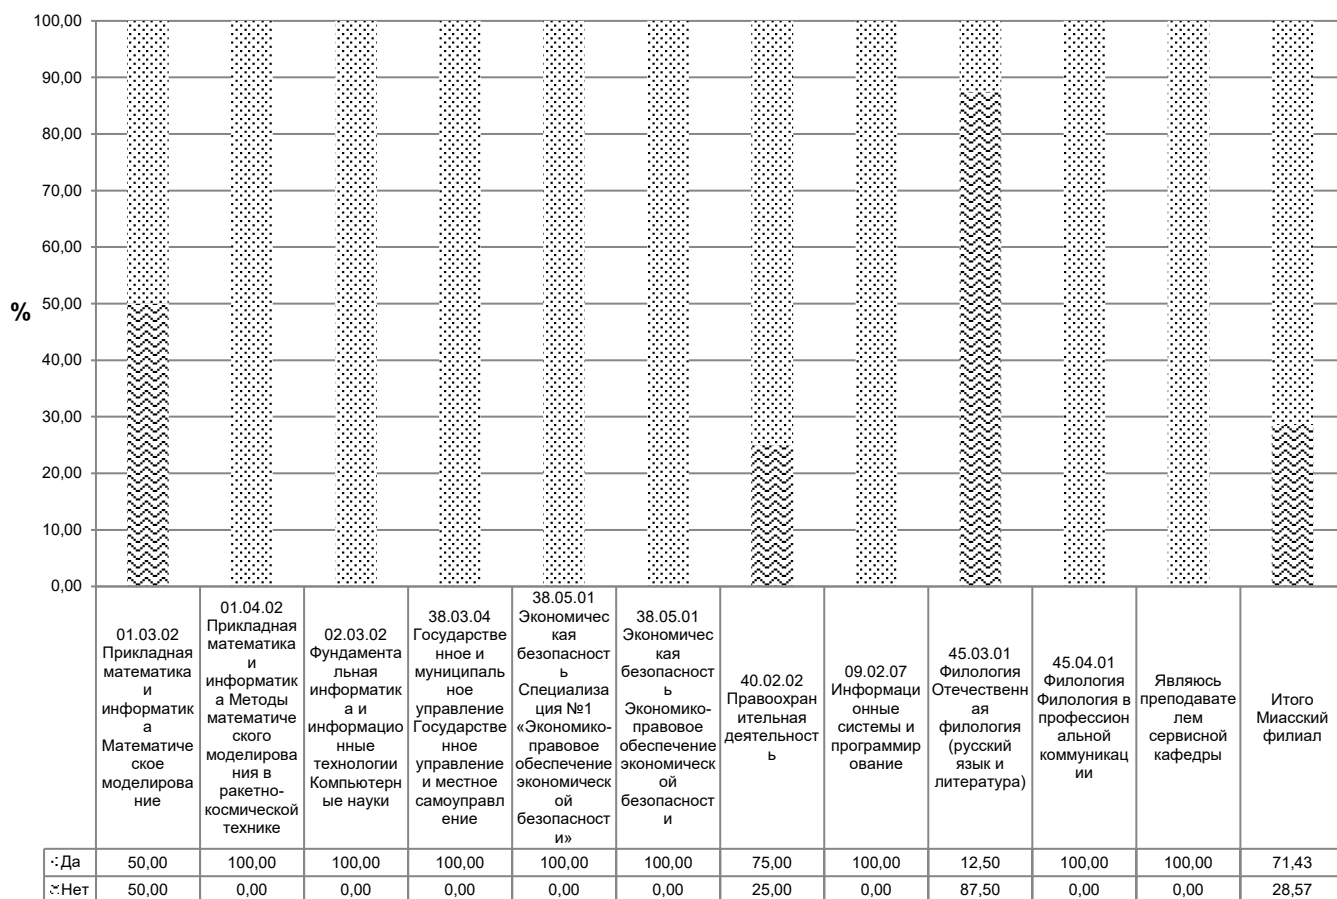 100,00
90,00
80,00
70,00
60,00
50,00
40,00
30,00
20,00
10,00
0,00
%
01.03.02
Прикладная
математика
и
информатик
а
Математиче
ское
моделирова
ние
01.04.02
Прикладная
математика
и
информатик
а Методы
математиче
ского
моделирова
ния в
ракетно-
космической
технике
02.03.02
Фундамента
льная
информатик
а и
информацио
нные
технологии
Компьютерн
ые науки
38.03.04
Государстве
нное и
муниципаль
ное
управление
Государстве
нное
управление
и местное
самоуправл
ение
38.05.01
Экономичес
кая
безопасност
ь
Специализа
ция №1
«Экономико-
правовое
обеспечение
экономическ
ой
безопасност
и»
38.05.01
Экономичес
кая
безопасност
ь
Экономико-
правовое
обеспечение
экономическ
ой
безопасност
и
40.02.02
Правоохран
ительная
деятельност
ь
09.02.07
Информаци
онные
системы и
программир
ование
45.03.01
Филология
Отечественн
ая
филология
(русский
язык и
литература)
45.04.01
Филология
Филология в
профессион
альной
коммуникац
ии
Являюсь
преподавате
лем
сервисной
кафедры
Итого
Миасский
филиал
Да 50,00 100,00 100,00 100,00 100,00 100,00 75,00 100,00 12,50 100,00 100,00 71,43
Нет 50,00 0,00 0,00 0,00 0,00 0,00 25,00 0,00 87,50 0,00 0,00 28,57